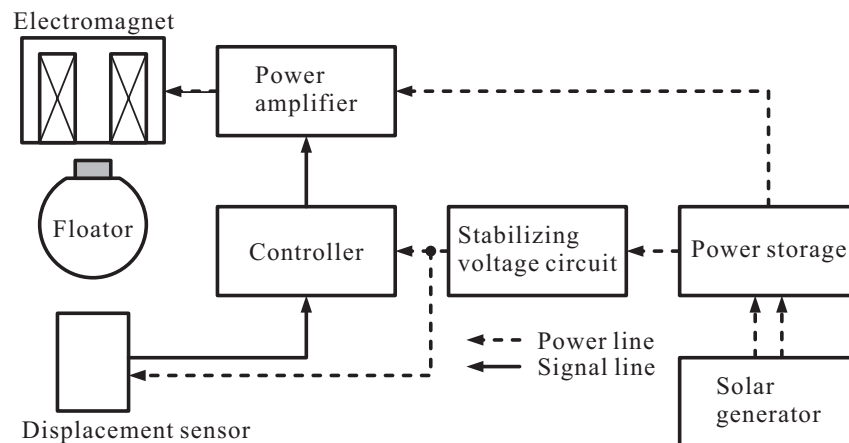 Electromagnet
Power
amplifier
Floator
Controller
Stabilizing
voltage circuit
Power storage
Power line
Signal line
Solar
generator
Displacement sensor